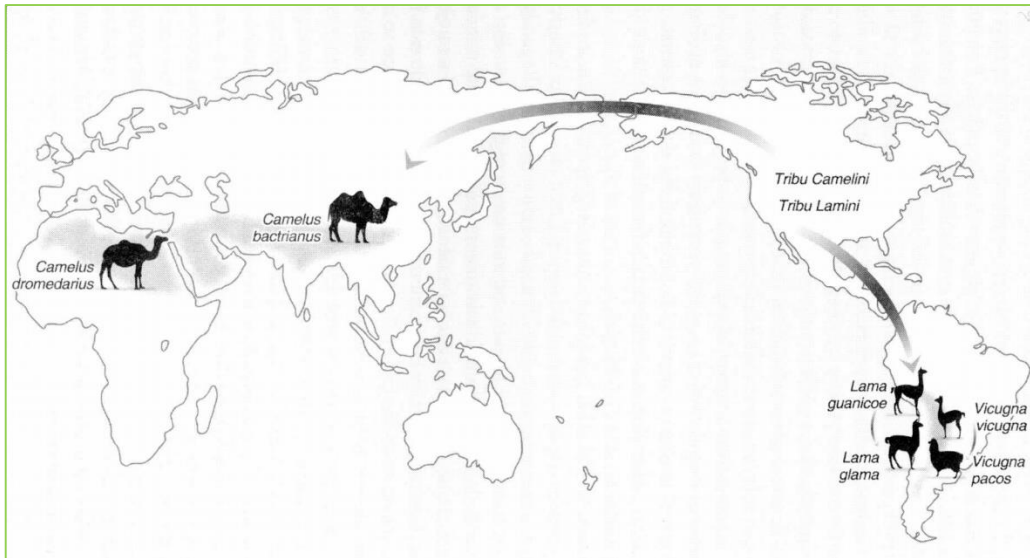 Tribu Camelini
Tribu Lamini
Camelus
bactrianus
Camelus
dromedarius
Lama
guanicoe
Vicugna
vicugna
Lama
glama
Vicugna
pacos